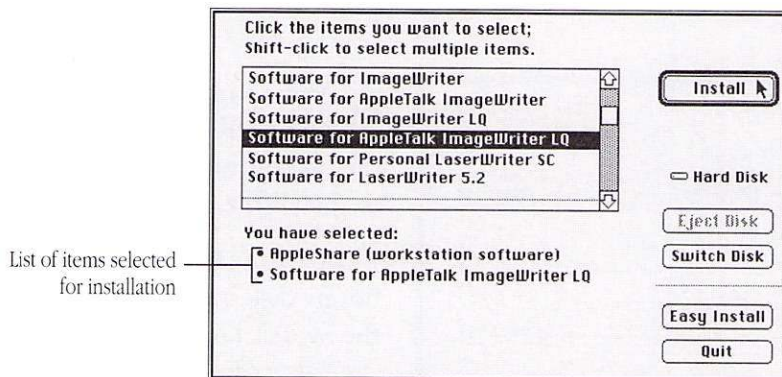 Click the items you want to select;
Shift-click to select multiple items.
Software for ImageWriter
Software for AppleTalk ImageWriter
Software for ImageWriter LQ
Software for AppleTalk ImageWriter LQ
Software for Personal LaserWriter SC
Software for LaserWriter 5.2
Install
Hard Disk
Eject Disk
Switch Disk
Easy Install
Quit
You have selected:
• AppleShare (workstation software)
• Software for AppleTalk ImageWriter LQ
List of items selected
for installation